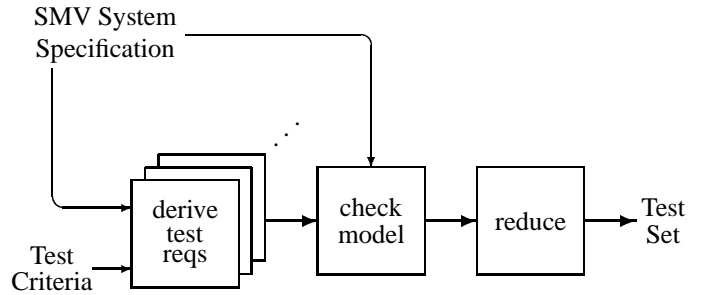 SMV System
Specification
derive
test
reqs
check
model
reduce
Test
Set
Test
Criteria